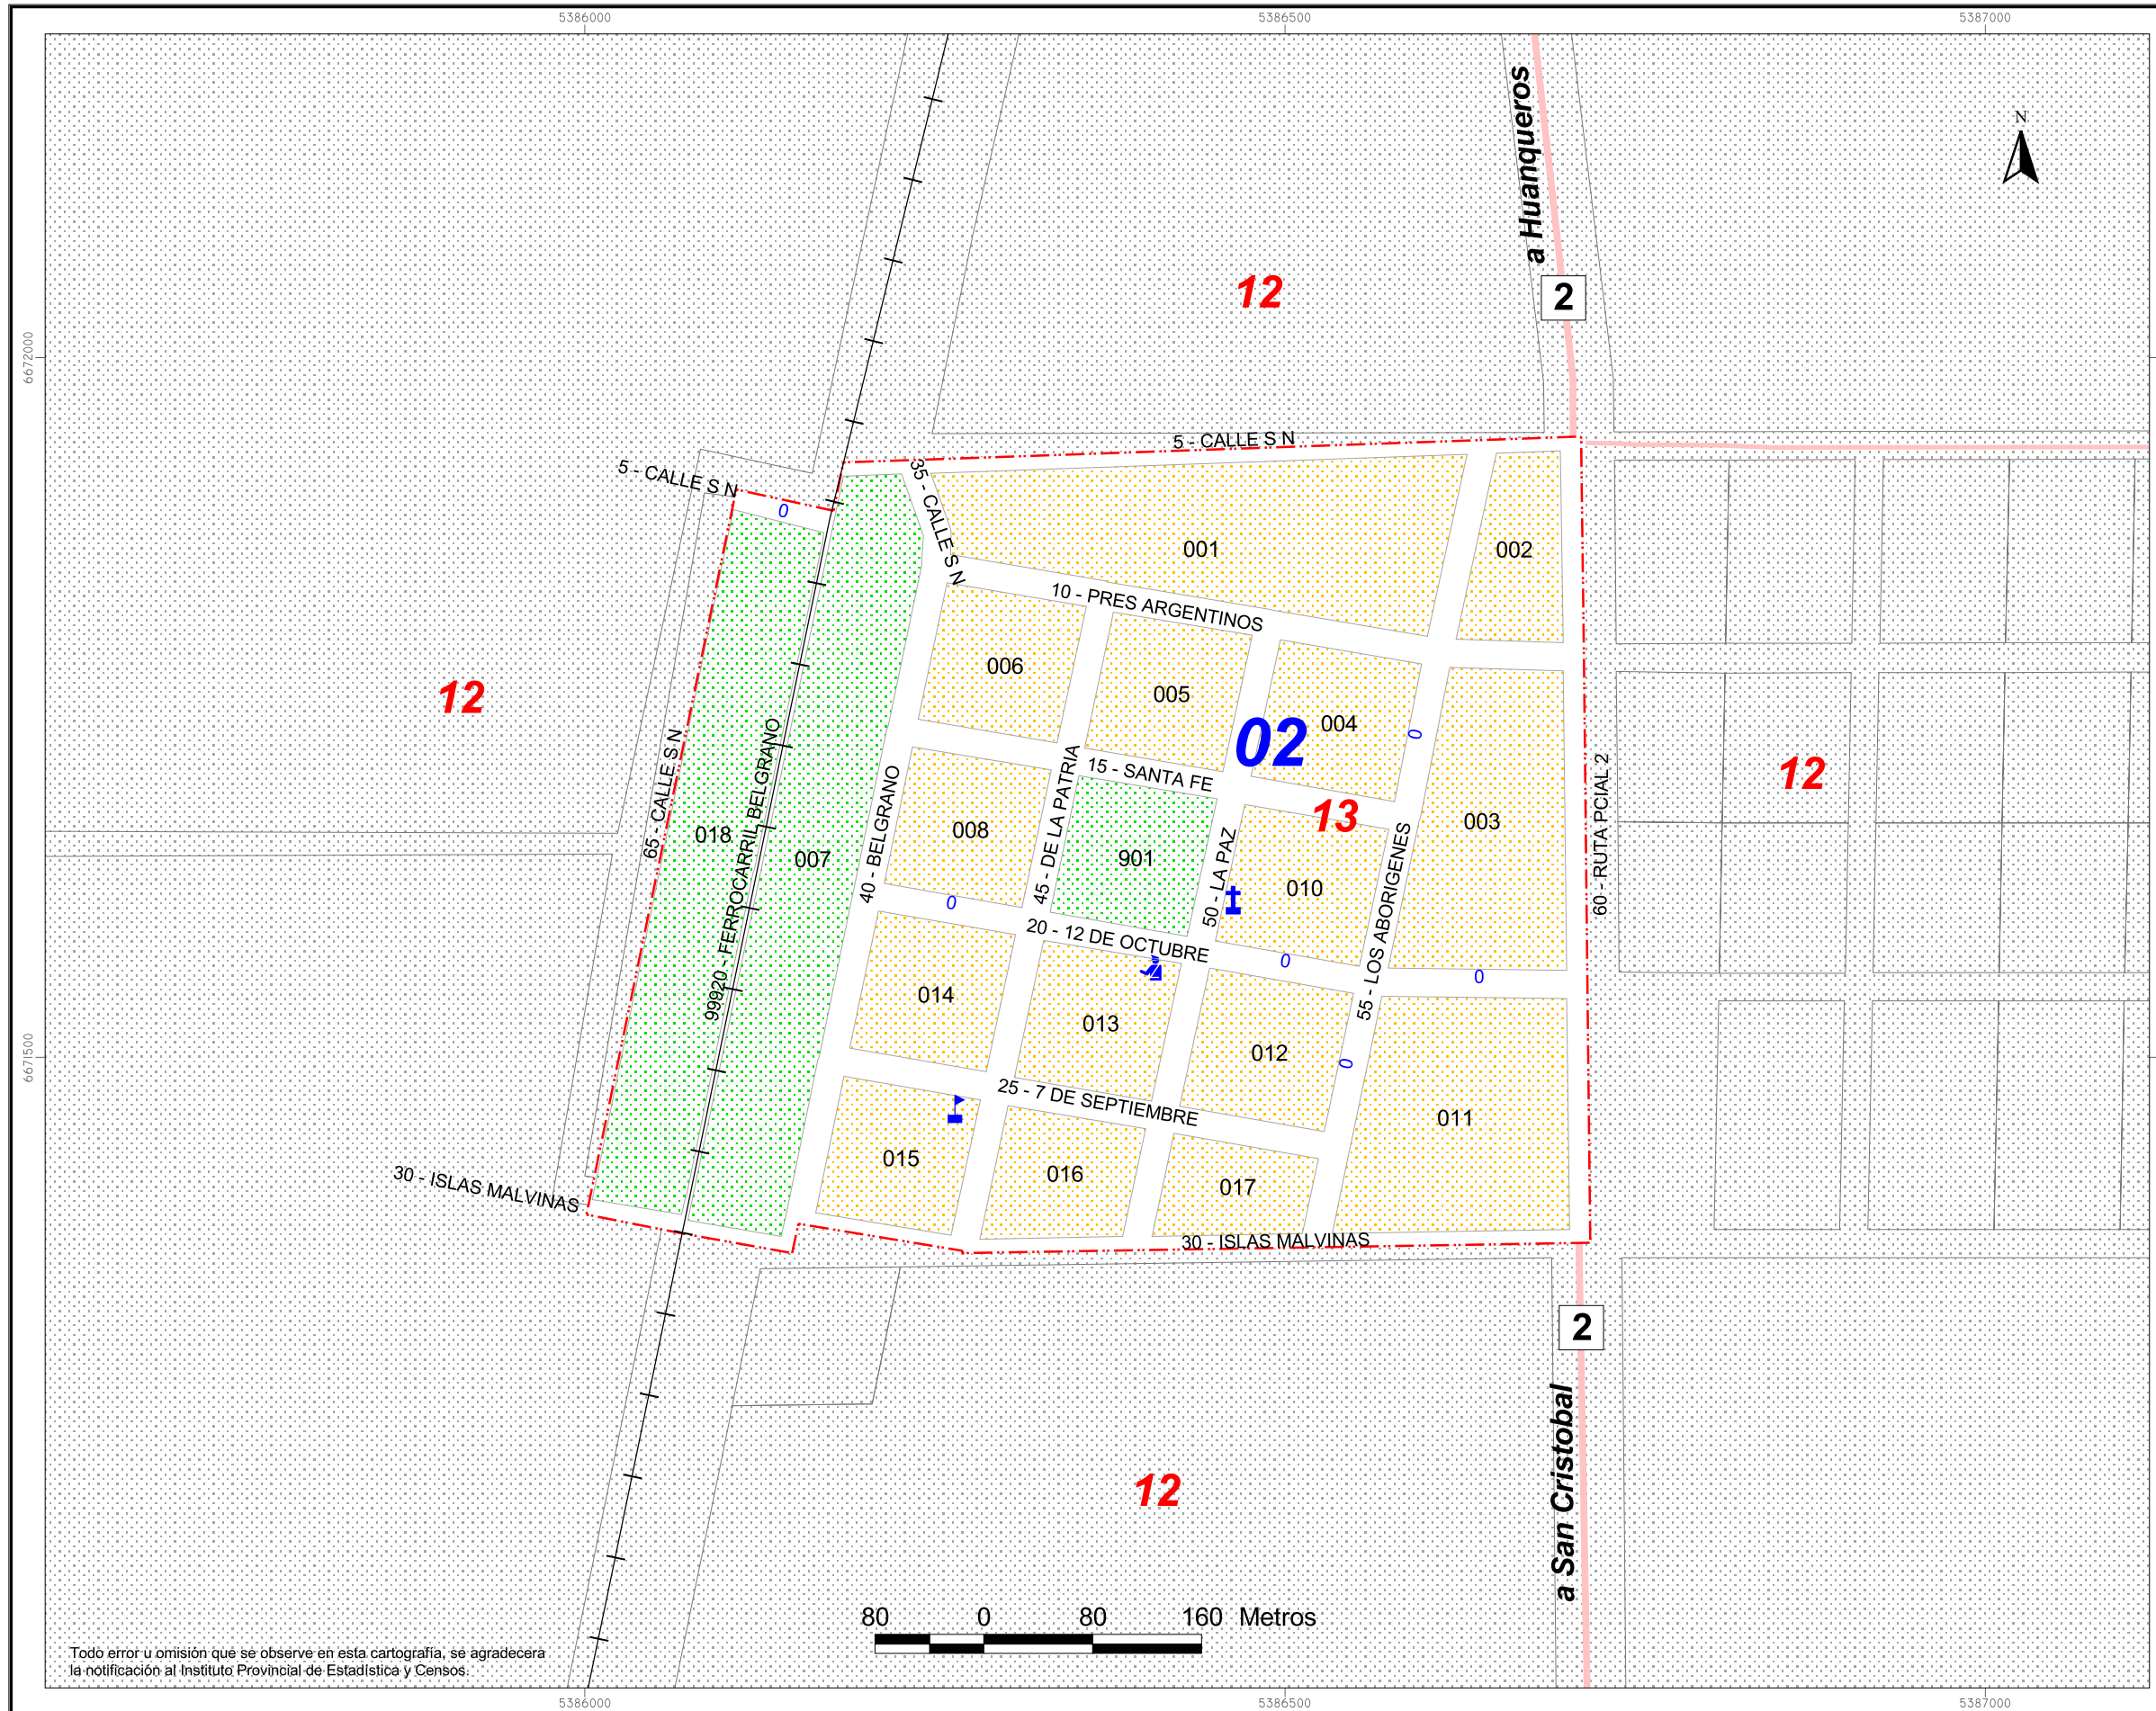 5386000
5386500
5387000
a Huanqueros
N
12
2
6672000
5 - CALLE S N
5 - CALLE S N
35 - CALLE S N
0
001
002
10 - PRES ARGENTINOS
006
005
004
02
0
12
12
15 - SANTA FE
13
003
65 - CALLE S N
018
99920 - FERROCARRIL BELGRANO
007
40 - BELGRANO
008
45 - DE LA PATRIA
901
50 - LA PAZ
010
55 - LOS ABORIGENES
60 - RUTA PCIAL 2
0
20 - 12 DE OCTUBRE
0
0
014
013
012
0
6671500
25 - 7 DE SEPTIEMBRE
011
015
016
017
30 - ISLAS MALVINAS
30 - ISLAS MALVINAS
2
a San Cristobal
12
80 0 80 160 Metros
Todo error u omisión que se observe en esta cartografía, se agradecera
la notificación al Instituto Provincial de Estadística y Censos.
5386000
5386500
5387000